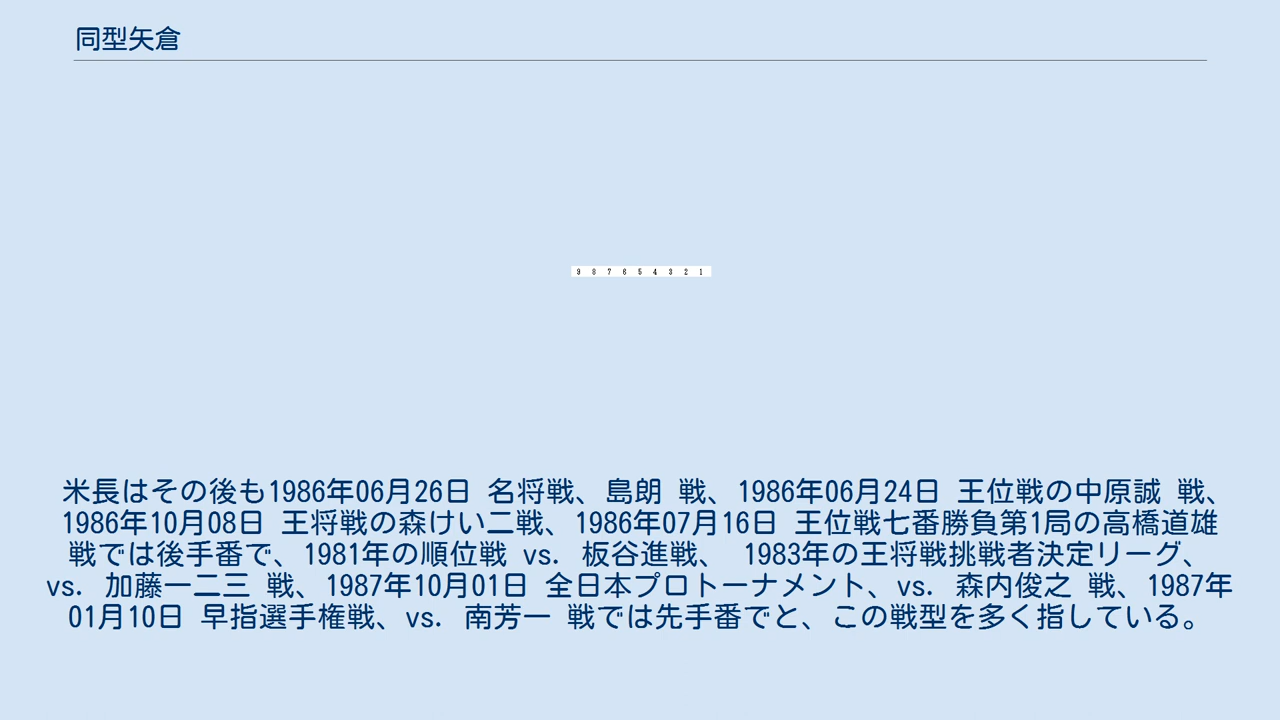 同型矢倉
9 8 7 6 5 4 3 2 1
米長はその後も1986年06月26日 名将戦、島朗 戦、1986年06月24日 王位戦の中原誠 戦、
1986年10月08日 王将戦の森けい二戦、1986年07月16日 王位戦七番勝負第1局の高橋道雄
戦では後手番で、1981年の順位戦 vs. 板谷進戦、 1983年の王将戦挑戦者決定リーグ、
vs. 加藤一二三 戦、1987年10月01日 全日本プロトーナメント、vs. 森内俊之 戦、1987年
01月10日 早指選手権戦、vs. 南芳一 戦では先手番でと、この戦型を多く指している。